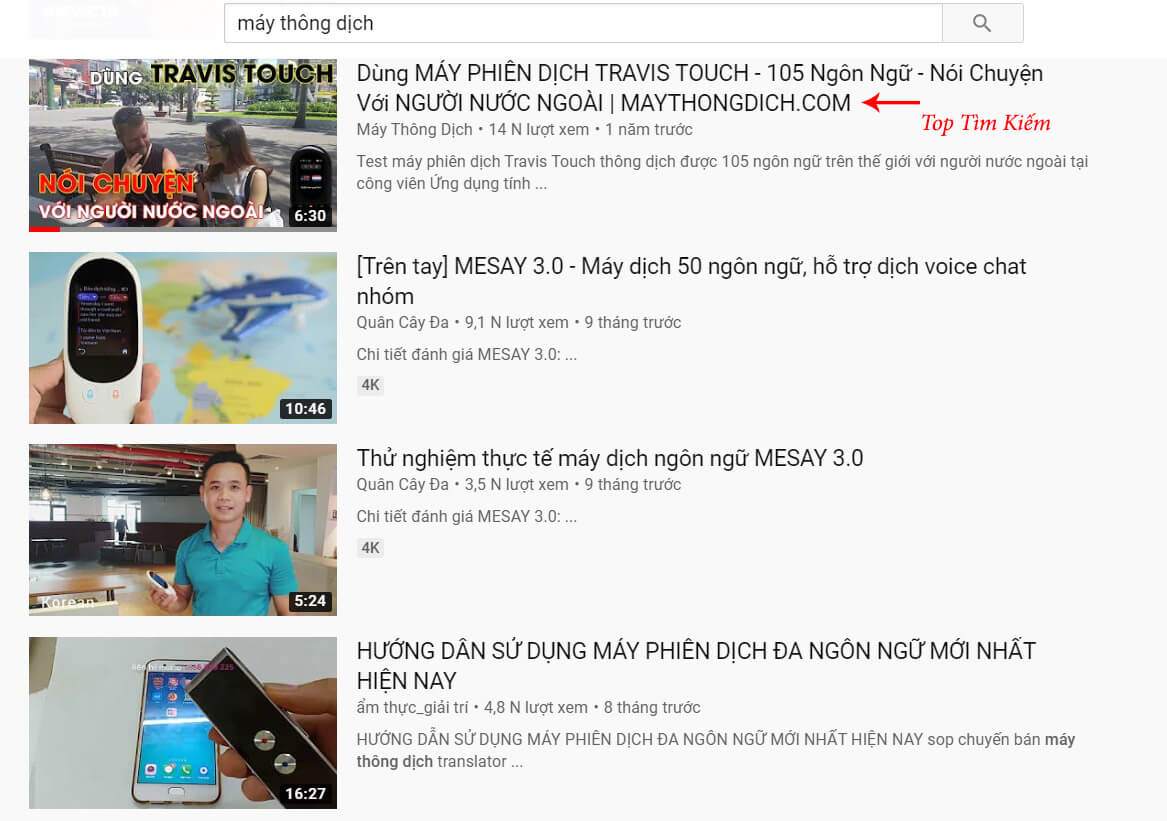 máy thông dịch
DÙNG TRAVIS TOUCH
NÓI CHUYỆN
VỚI NGƯỜI NƯỚC NGOÀI
6:30
Dùng MÁY PHIÊN DỊCH TRAVIS TOUCH - 105 Ngôn Ngữ - Nói Chuyện
Với NGƯỜI NƯỚC NGOÀI | MAYTHONGDICH.COM
Top Tìm Kiếm
Máy Thông Dịch • 14 N lượt xem • 1 năm trước
Test máy phiên dịch Travis Touch thông dịch được 105 ngôn ngữ trên thế giới với người nước ngoài tại
công viên Ứng dụng tính ...
10:46
[Trên tay] MESAY 3.0 - Máy dịch 50 ngôn ngữ, hỗ trợ dịch voice chat
nhóm
Quân Cây Đa • 9,1 N lượt xem • 9 tháng trước
Chi tiết đánh giá MESAY 3.0: ...
4K
Korean
5:24
Thử nghiệm thực tế máy dịch ngôn ngữ MESAY 3.0
Quân Cây Đa • 3,5 N lượt xem • 9 tháng trước
Chi tiết đánh giá MESAY 3.0: ...
4K
16:27
HƯỚNG DẪN SỬ DỤNG MÁY PHIÊN DỊCH ĐA NGÔN NGỮ MỚI NHẤT
HIỆN NAY
ẩm thực_giải trí • 4,8 N lượt xem • 8 tháng trước
HƯỚNG DẪN SỬ DỤNG MÁY PHIÊN DỊCH ĐA NGÔN NGỮ MỚI NHẤT HIỆN NAY sop chuyến bán máy
thông dịch translator ...